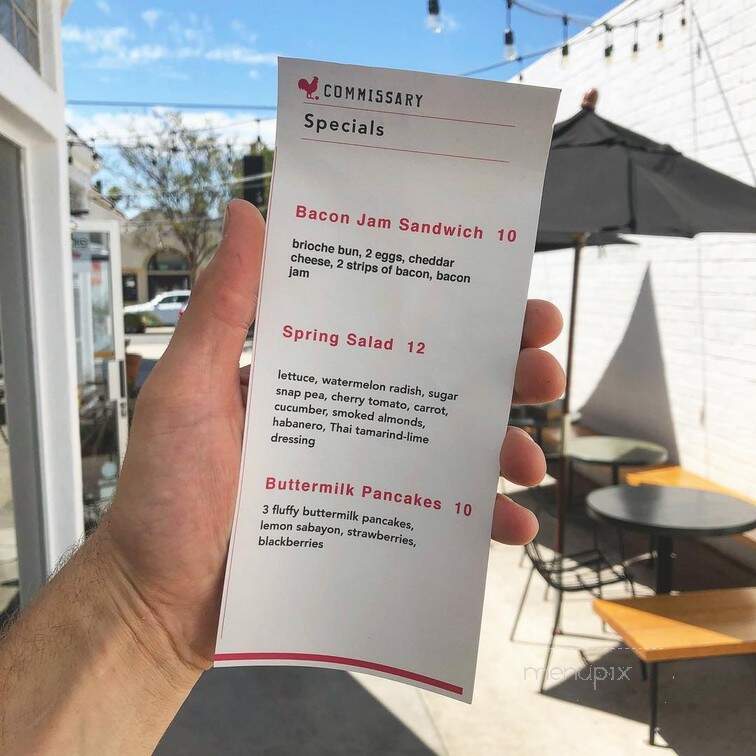 COMMISSARY
Specials
Bacon Jam Sandwich 10
brioche bun, 2 eggs, cheddar
cheese, 2 strips of bacon, bacon
jam
Spring Salad 12
lettuce, watermelon radish, sugar
snap pea, cherry tomato, carrot,
cucumber, smoked almonds,
habanero, Thai tamarind-lime
dressing
Buttermilk Pancakes 10
3 fluffy buttermilk pancakes,
lemon sabayon, strawberries,
blackberries
menupix